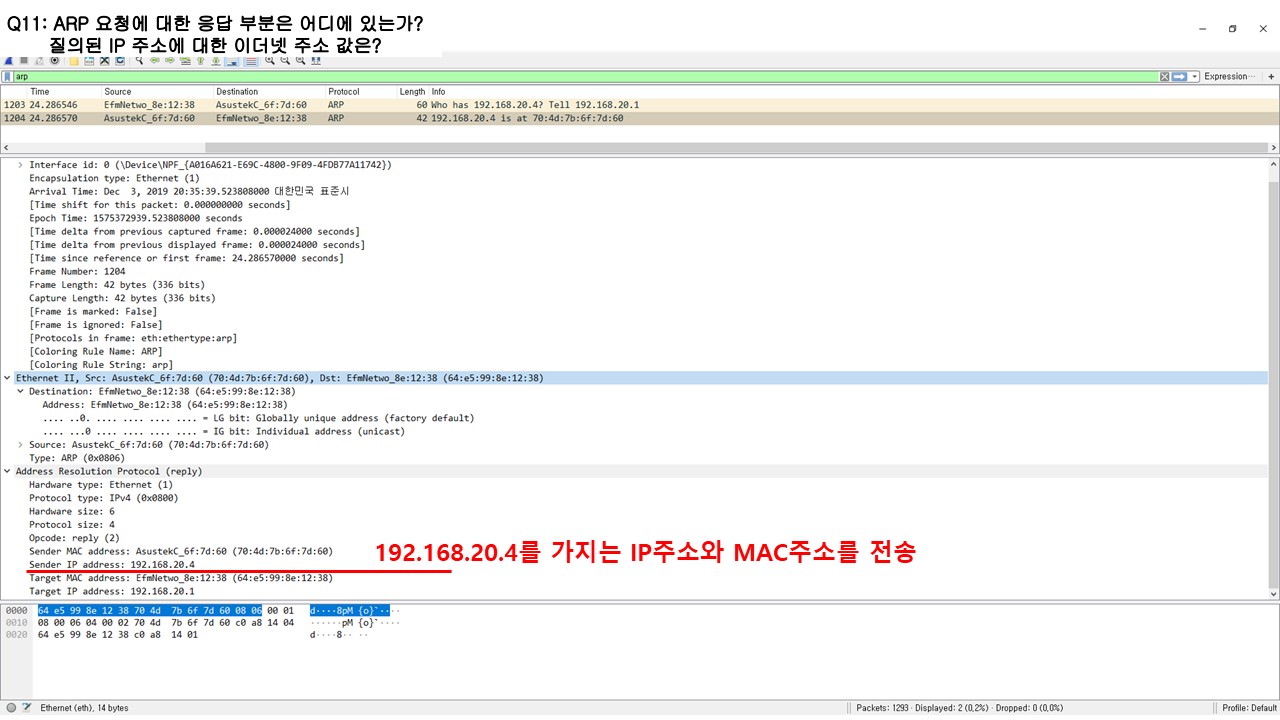 Q11: ARP 요청에 대한 응답 부분은 어디에 있는가?
질의된 IP 주소에 대한 이더넷 주소 값은?
arp
Expression…
+
Time Source Destination Protocol Length Info
1203 24.286546 EfmNetwo_8e:12:38 AsustekC_6f:7d:60 ARP 60 Who has 192.168.20.4? Tell 192.168.20.1
1204 24.286570 AsustekC_6f:7d:60 EfmNetwo_8e:12:38 ARP 42 192.168.20.4 is at 70:4d:7b:6f:7d:60
Interface id: 0 (\Device\NPF_{A016A621-E69C-4800-9F09-4FDB77A11742})
Encapsulation type: Ethernet (1)
Arrival Time: Dec  3, 2019 20:35:39.523808000 대한민국 표준시
[Time shift for this packet: 0.000000000 seconds]
Epoch Time: 1575372939.523808000 seconds
[Time delta from previous captured frame: 0.000024000 seconds]
[Time delta from previous displayed frame: 0.000024000 seconds]
[Time since reference or first frame: 24.286570000 seconds]
Frame Number: 1204
Frame Length: 42 bytes (336 bits)
Capture Length: 42 bytes (336 bits)
[Frame is marked: False]
[Frame is ignored: False]
[Protocols in frame: eth:ethertype:arp]
[Coloring Rule Name: ARP]
[Coloring Rule String: arp]
Ethernet II, Src: AsustekC_6f:7d:60 (70:4d:7b:6f:7d:60), Dst: EfmNetwo_8e:12:38 (64:e5:99:8e:12:38)
Destination: EfmNetwo_8e:12:38 (64:e5:99:8e:12:38)
Address: EfmNetwo_8e:12:38 (64:e5:99:8e:12:38)
.... ..0. .... .... .... .... = LG bit: Globally unique address (factory default)
.... ...0 .... .... .... .... = IG bit: Individual address (unicast)
Source: AsustekC_6f:7d:60 (70:4d:7b:6f:7d:60)
Type: ARP (0x0806)
Address Resolution Protocol (reply)
Hardware type: Ethernet (1)
Protocol type: IPv4 (0x0800)
Hardware size: 6
Protocol size: 4
Opcode: reply (2)
Sender MAC address: AsustekC_6f:7d:60 (70:4d:7b:6f:7d:60)
192.168.20.4를 가지는 IP주소와 MAC주소를 전송
Sender IP address: 192.168.20.4
Target MAC address: EfmNetwo_8e:12:38 (64:e5:99:8e:12:38)
Target IP address: 192.168.20.1
0000 64 e5 99 8e 12 38 70 4d 7b 6f 7d 60 08 06 00 01 d····8pM {o}`····
0010 08 00 06 04 00 02 70 4d 7b 6f 7d 60 c0 a8 14 04 ······pM {o}`····
0020 64 e5 99 8e 12 38 c0 a8 14 01 d····8·· ··
Ethernet (eth), 14 bytes
Packets: 1293 · Displayed: 2 (0,2%) · Dropped: 0 (0,0%)
Profile: Default